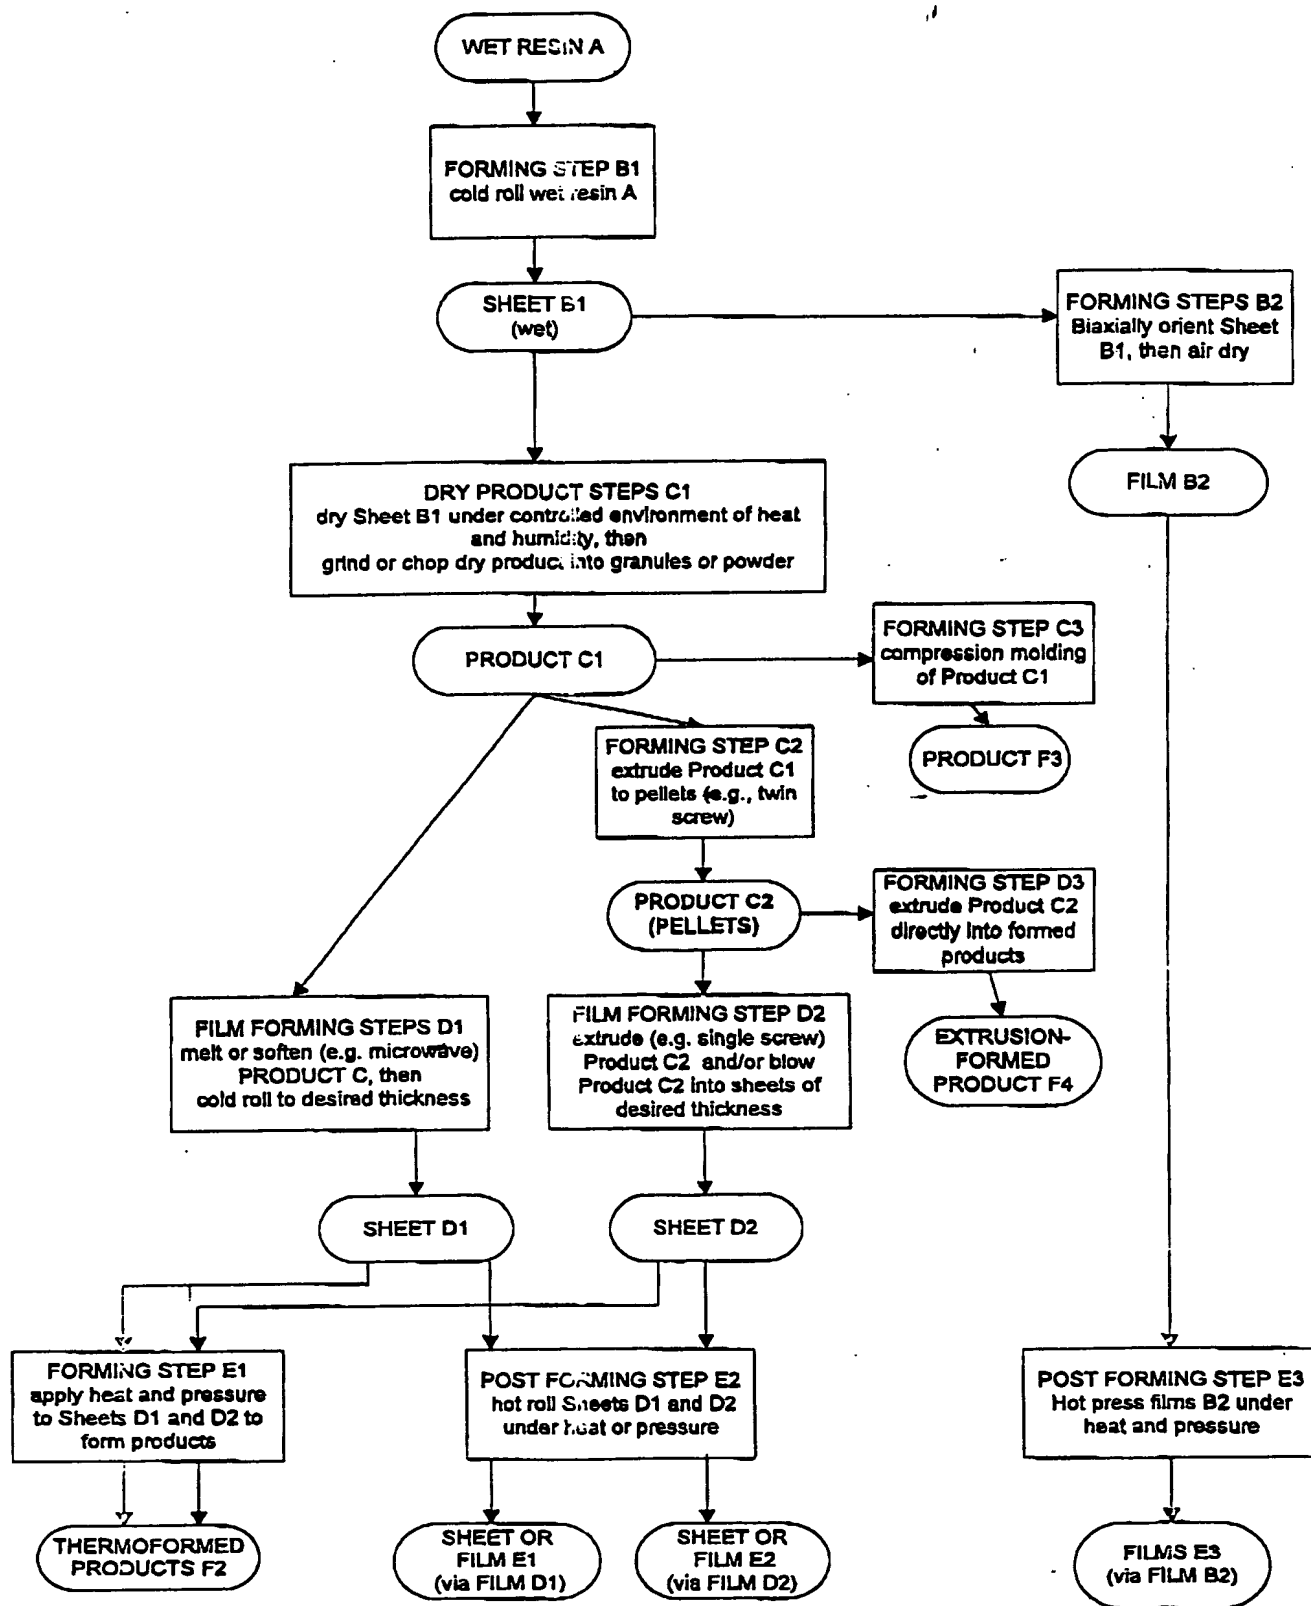 WET RESIN A
FORMING STEP B1
cold roll wet resin A
SHEET B1
(wet)
FORMING STEPS B2
Biaxially orient Sheet
B1, then air dry
FILM B2
DRY PRODUCT STEPS C1
dry Sheet B1 under controlled environment of heat
and humidity, then
grind or chop dry product into granules or powder
PRODUCT C1
FORMING STEP C3
compression molding
of Product C1
PRODUCT F3
FORMING STEP C2
extrude Product C1
to pellets (e.g., twin
screw)
PRODUCT C2
(PELLETS)
FORMING STEP D3
extrude Product C2
directly into formed
products
EXTRUSION-
FORMED
PRODUCT F4
FILM FORMING STEPS D1
melt or soften (e.g. microwave)
PRODUCT C, then
cold roll to desired thickness
FILM FORMING STEP D2
extrude (e.g. single screw)
Product C2 and/or blow
Product C2 into sheets of
desired thickness
SHEET D1
SHEET D2
FORMING STEP E1
apply heat and pressure
to Sheets D1 and D2 to
form products
POST FORMING STEP E2
hot roll Sheets D1 and D2
under heat or pressure
POST FORMING STEP E3
Hot press films B2 under
heat and pressure
THERMOFORMED
PRODUCTS F2
SHEET OR
FILM E1
(via FILM D1)
SHEET OR
FILM E2
(via FILM D2)
FILMS E3
(via FILM B2)